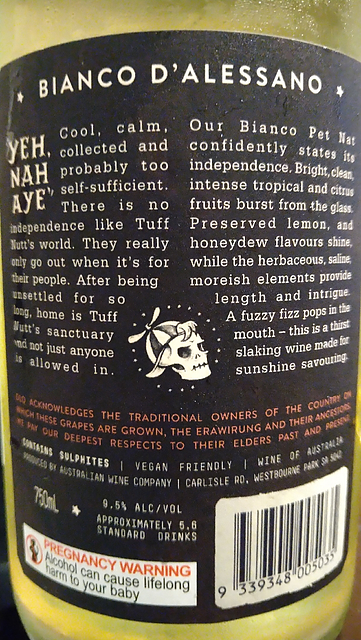 BIANCO D'ALESSANO
YEH,
NAH
AYE'
Cool, calm,
collected and
probably too
self-sufficient.
There is no
independence like Tuff
Nutt's world. They really
only go out when it's for
their people. After being
unsettled for so
long, home is Tuff
Nutt's sanctuary
and not just anyone
is allowed in.
Our Bianco Pet Nat
confidently states its
independence. Bright, clean,
intense tropical and citrus
fruits burst from the glass.
Preserved lemon, and
honeydew flavours shine,
while the herbaceous, saline,
moreish elements provide
length and intrigue.
A fuzzy fizz pops in the
mouth – this is a thirst
slaking wine made for
sunshine savouring.
ACKNOWLEDGES THE TRADITIONAL OWNERS OF THE COUNTRY ON
WHICH THESE GRAPES ARE GROWN, THE ERAWIRUNG AND THEIR ANCESTORS.
WE PAY OUR DEEPEST RESPECTS TO THEIR ELDERS PAST AND PRESENT.
CONTAINS SULPHITES | VEGAN FRIENDLY | WINE OF AUSTRALIA
PRODUCED BY AUSTRALIAN WINE COMPANY | CARLISLE RD, WESTBOURNE PARK SA 5041
750mL
9.5% ALC/VOL
APPROXIMATELY 5.6
STANDARD DRINKS
PREGNANCY WARNING
Alcohol can cause lifelong
harm to your baby
9 339348 005035